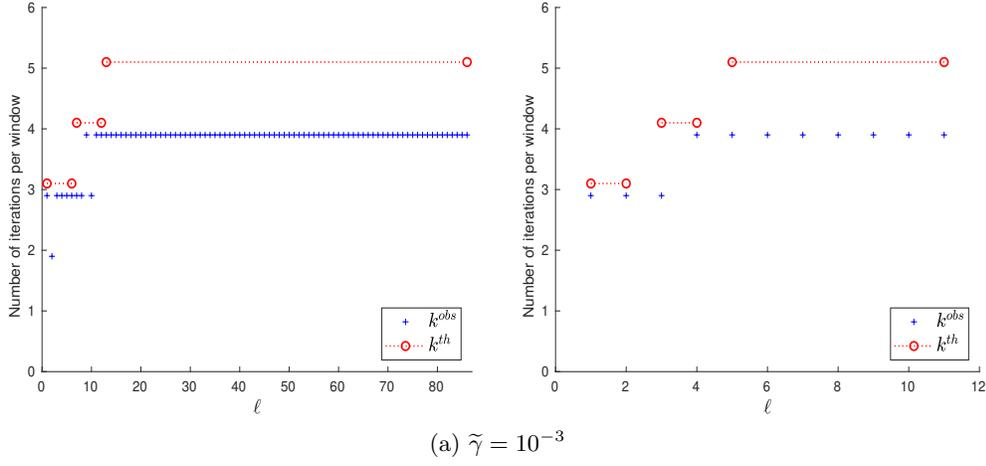 6
5
4
3
2
1
0
Number of iterations per window
0 10 20 30 40 50 60 70 80
ℓ
k^{obs}
k^{th}
6
5
4
3
2
1
0
Number of iterations per window
0 2 4 6 8 10 12
ℓ
k^{obs}
k^{th}
(a) γ̃ = 10^{−3}